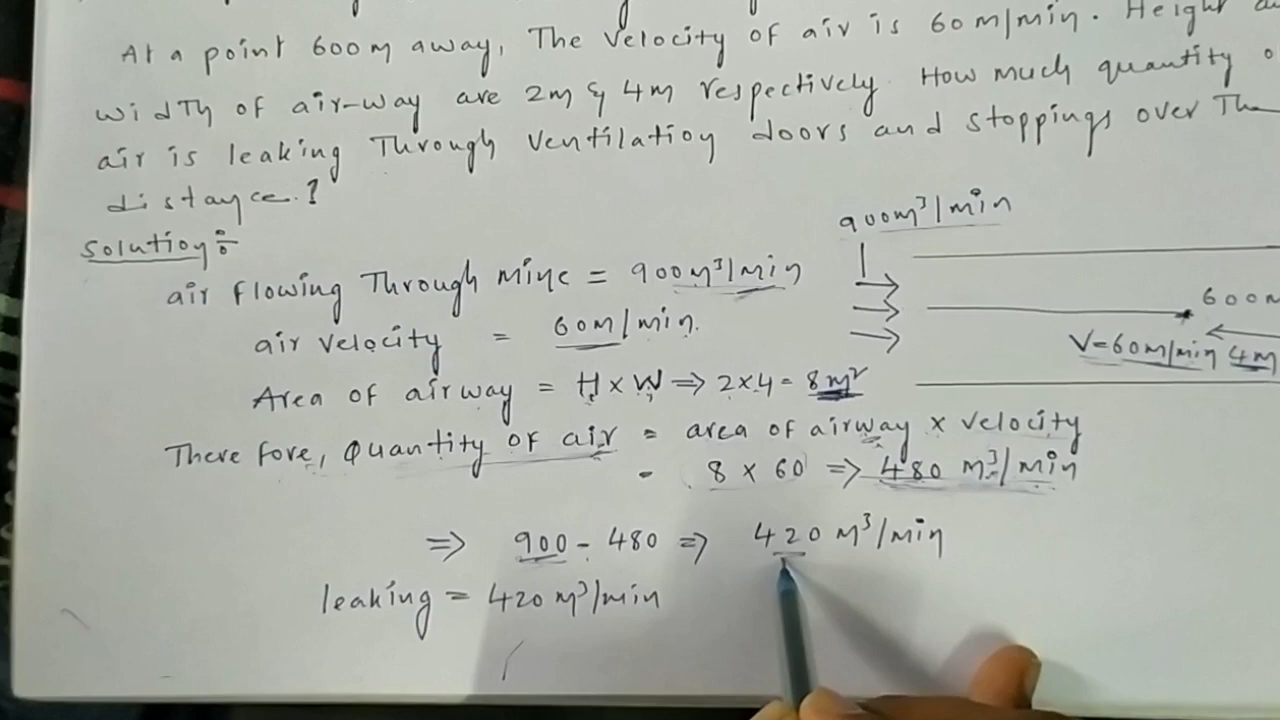 At a point 600m away, The Velocity of air is 60m/min. Height
width of air-way are 2m & 4m respectively. How much quantity
air is leaking Through Ventilation doors and stoppings over The
distance.?
Solution:
900m³/min
air flowing Through Mine = 900m³/min
600m
air velocity = 60m/min.
V=60m/min 4m
Area of airway = H x W => 2x4 = 8m²
There fore, Quantity of air = area of airway x Velocity
= 8 x 60 => 480 m³/min
=> 900 - 480 => 420 m³/min
leaking = 420 m³/min